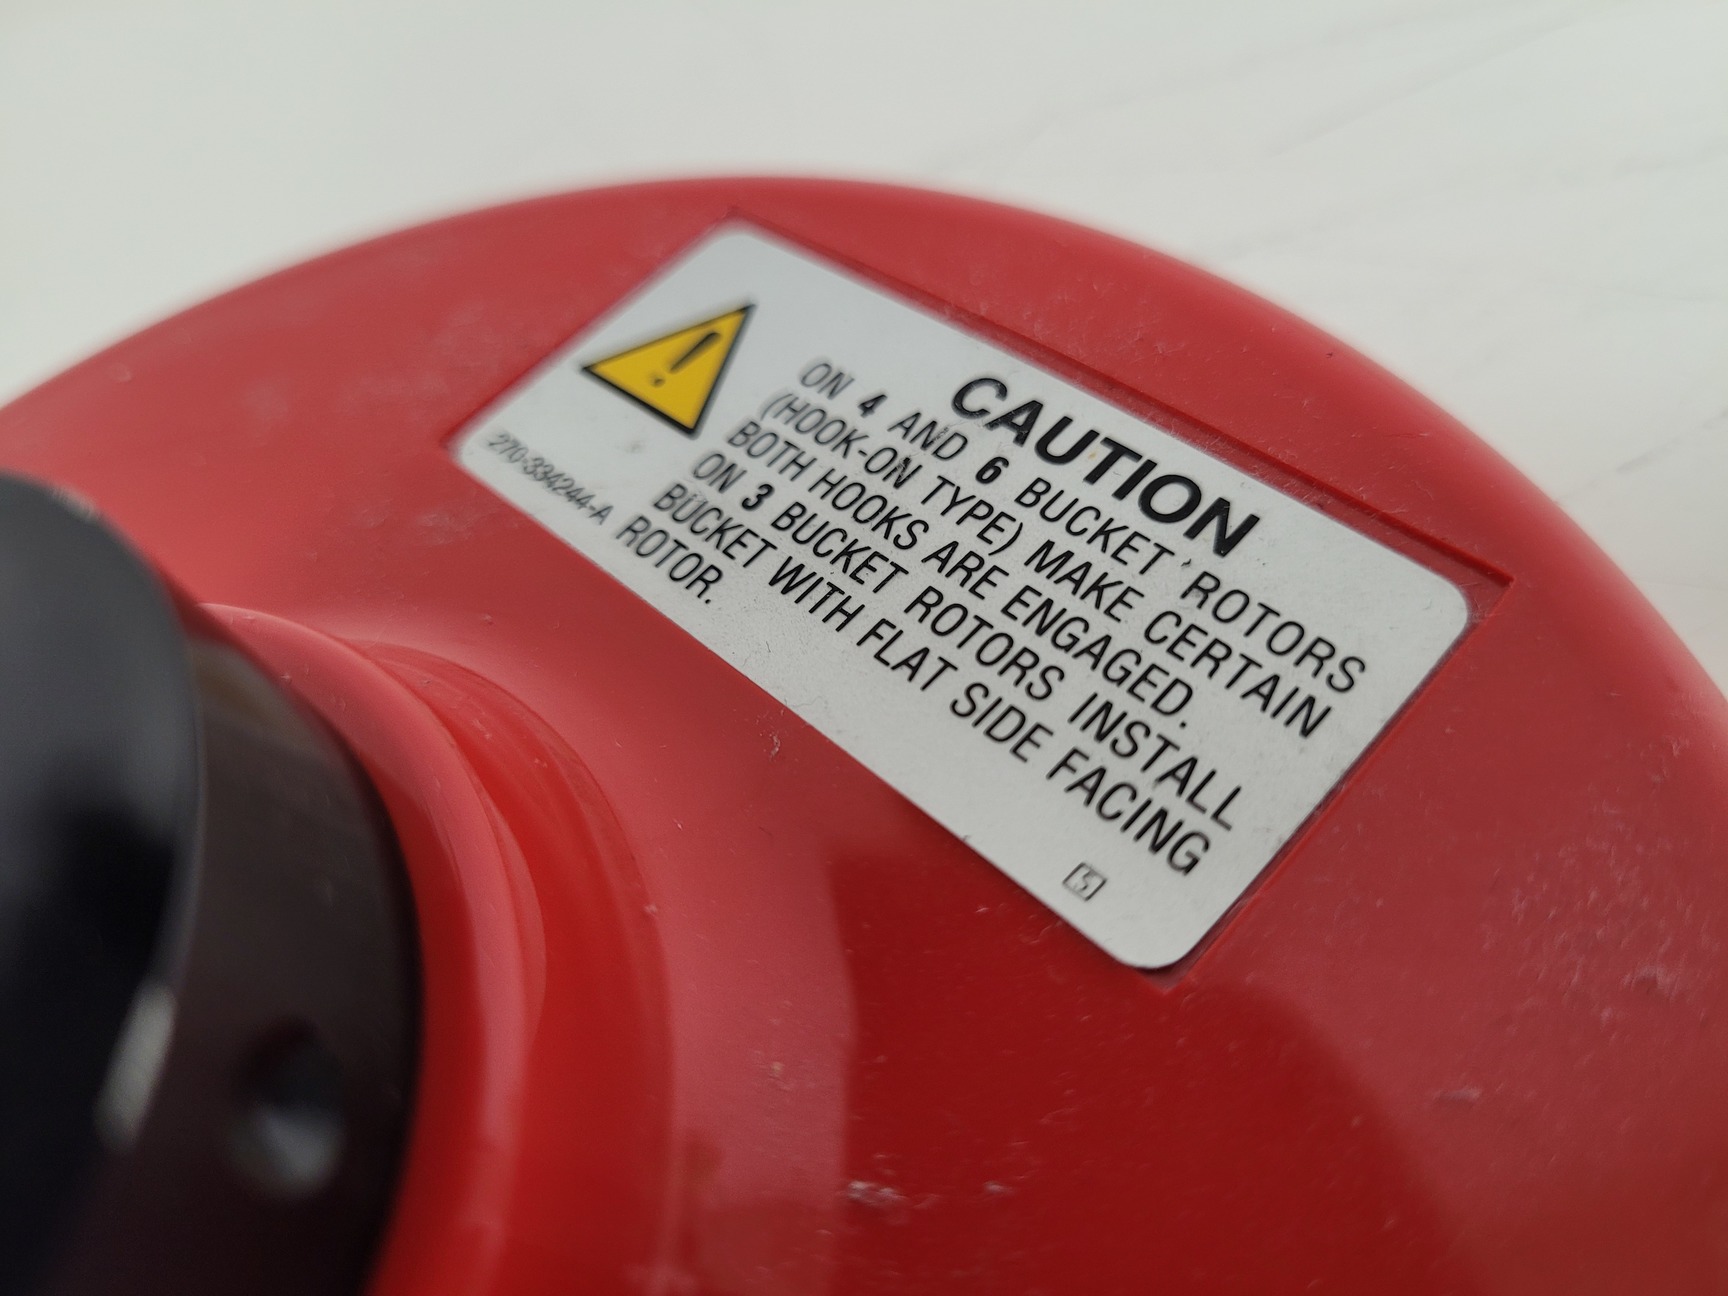 CAUTION
ON 4 AND 6 BUCKET ROTORS
(HOOK-ON TYPE) MAKE CERTAIN
BOTH HOOKS ARE ENGAGED.
ON 3 BUCKET ROTORS INSTALL
BUCKET WITH FLAT SIDE FACING
ROTOR.
270-334244-A
5